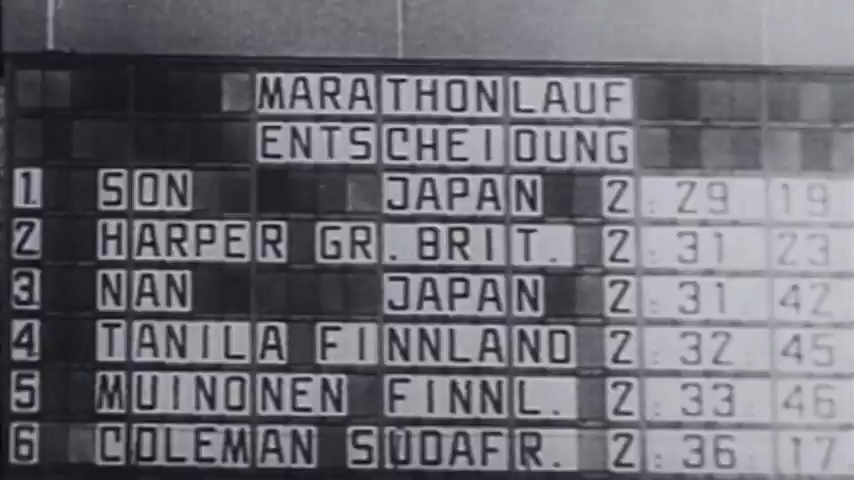 MARATHONLAUF
ENTSCHEIDUNG
1 SON JAPAN 2:29 19
2 HARPER GR.BRIT. 2:31 23
3 NAN JAPAN 2:31 42
4 TANILA FINNLAND 2:32 45
5 MUINONEN FINNL. 2:33 46
6 COLEMAN SÜDAFR. 2:36 17